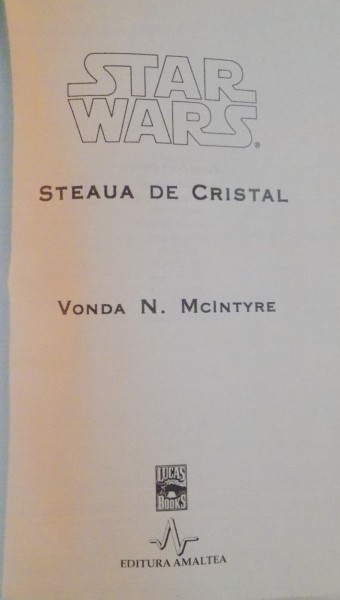 STAR
WARS®
STEAUA DE CRISTAL
VONDA N. MCINTYRE
LUCAS
BOOKS
EDITURA AMALTEA